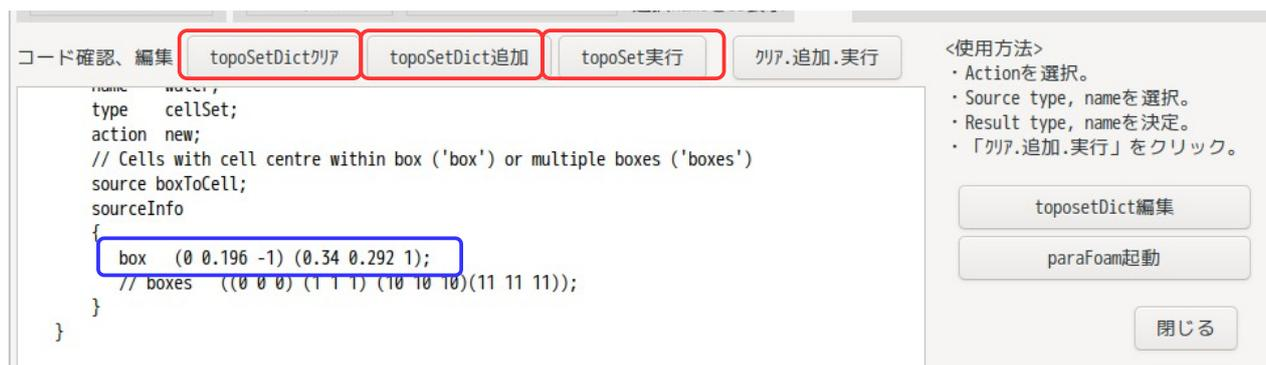 コード確認、編集 topoSetDictｸﾘｱ topoSetDict追加 topoSet実行 ｸﾘｱ.追加.実行
name    water;
type    cellSet;
action  new;
// Cells with cell centre within box ('box') or multiple boxes ('boxes')
source boxToCell;
sourceInfo
{
box   (0 0.196 -1) (0.34 0.292 1);
// boxes   ((0 0 0) (1 1 1) (10 10 10)(11 11 11));
}
}
<使用方法>
・Actionを選択。
・Source type, nameを選択。
・Result type, nameを決定。
・「ｸﾘｱ.追加.実行」をクリック。
toposetDict編集
paraFoam起動
閉じる